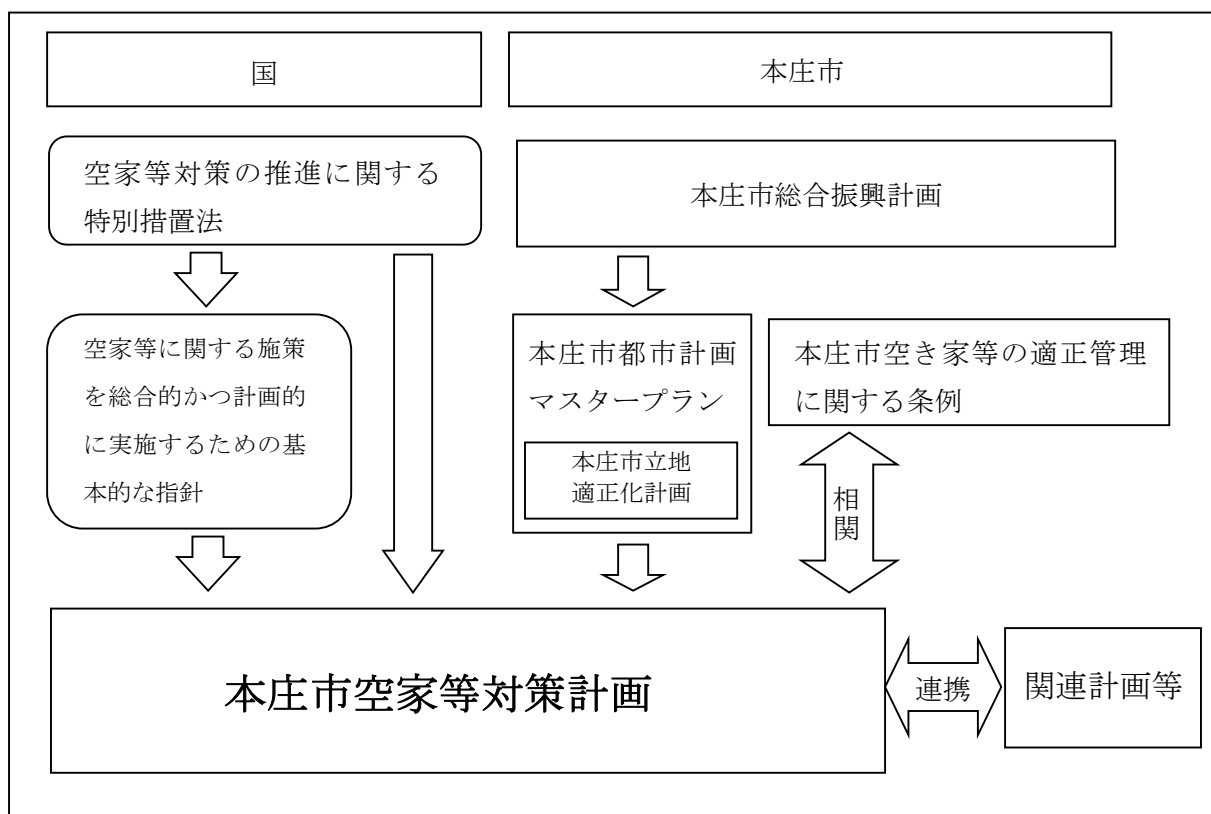 国
本庄市
空家等対策の推進に関する
特別措置法
本庄市総合振興計画
空家等に関する施策
を総合的かつ計画的
に実施するための基
本的な指針
本庄市都市計画
マスタープラン
本庄市立地
適正化計画
本庄市空き家等の適正管理
に関する条例
相
関
本庄市空家等対策計画
連携
関連計画等